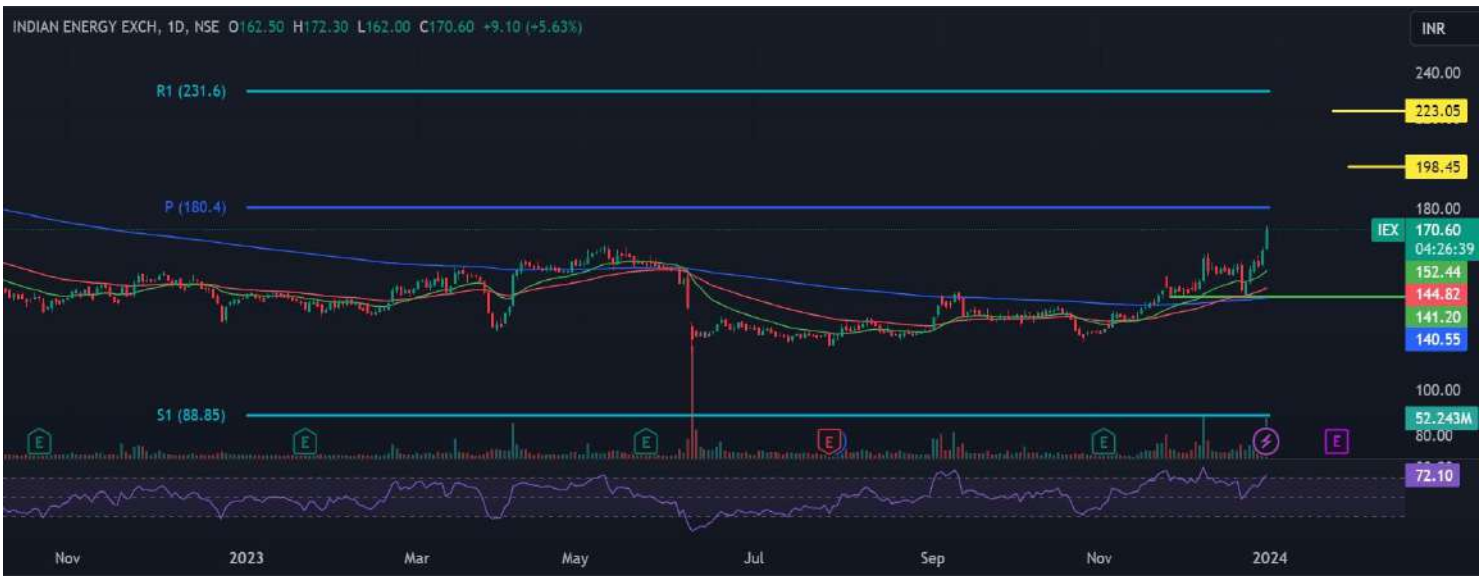 INDIAN ENERGY EXCH, 1D, NSE O162.50 H172.30 L162.00 C170.60 +9.10 (+5.63%)
INR
240.00
R1 (231.6)
223.05
198.45
P (180.4)
180.00
IEX 170.60
04:26:39
152.44
144.82
141.20
140.55
100.00
S1 (88.85)
52.243M
80.00
E E E E E E
72.10
Nov 2023 Mar May Jul Sep Nov 2024